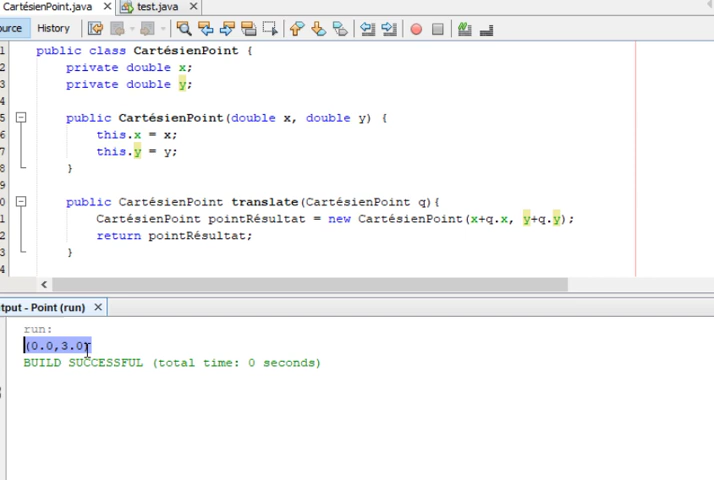 CartésienPoint.java × test.java ×
ource History
1 public class CartésienPoint {
2 private double x;
3 private double y;
4
5 public CartésienPoint(double x, double y) {
6 this.x = x;
7 this.y = y;
8 }
9
0 public CartésienPoint translate(CartésienPoint q){
1 CartésienPoint pointRésultat = new CartésienPoint(x+q.x, y+q.y);
2 return pointRésultat;
3 }
4
tput - Point (run) ×
run:
(0.0,3.0)
BUILD SUCCESSFUL (total time: 0 seconds)